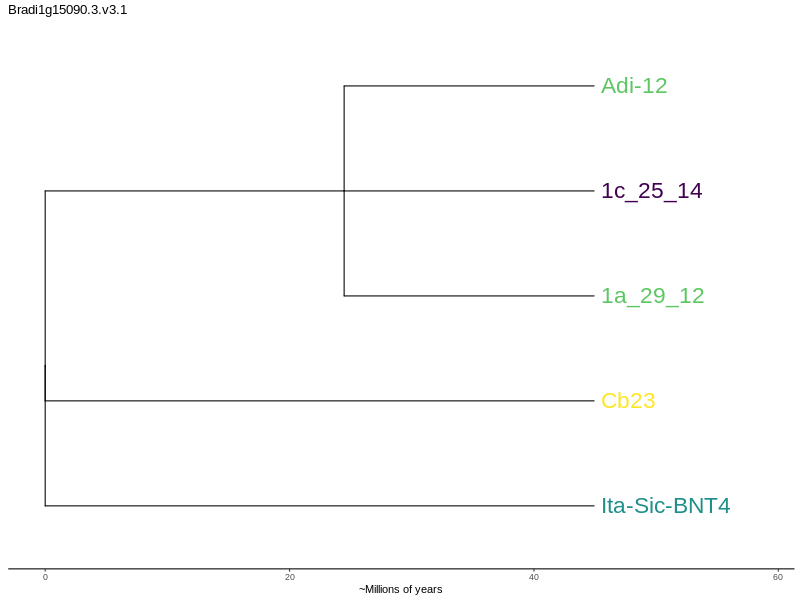 Bradi1g15090.3.v3.1
Adi-12
1c_25_14
1a_29_12
Cb23
Ita-Sic-BNT4
0 20 40 60
~Millions of years